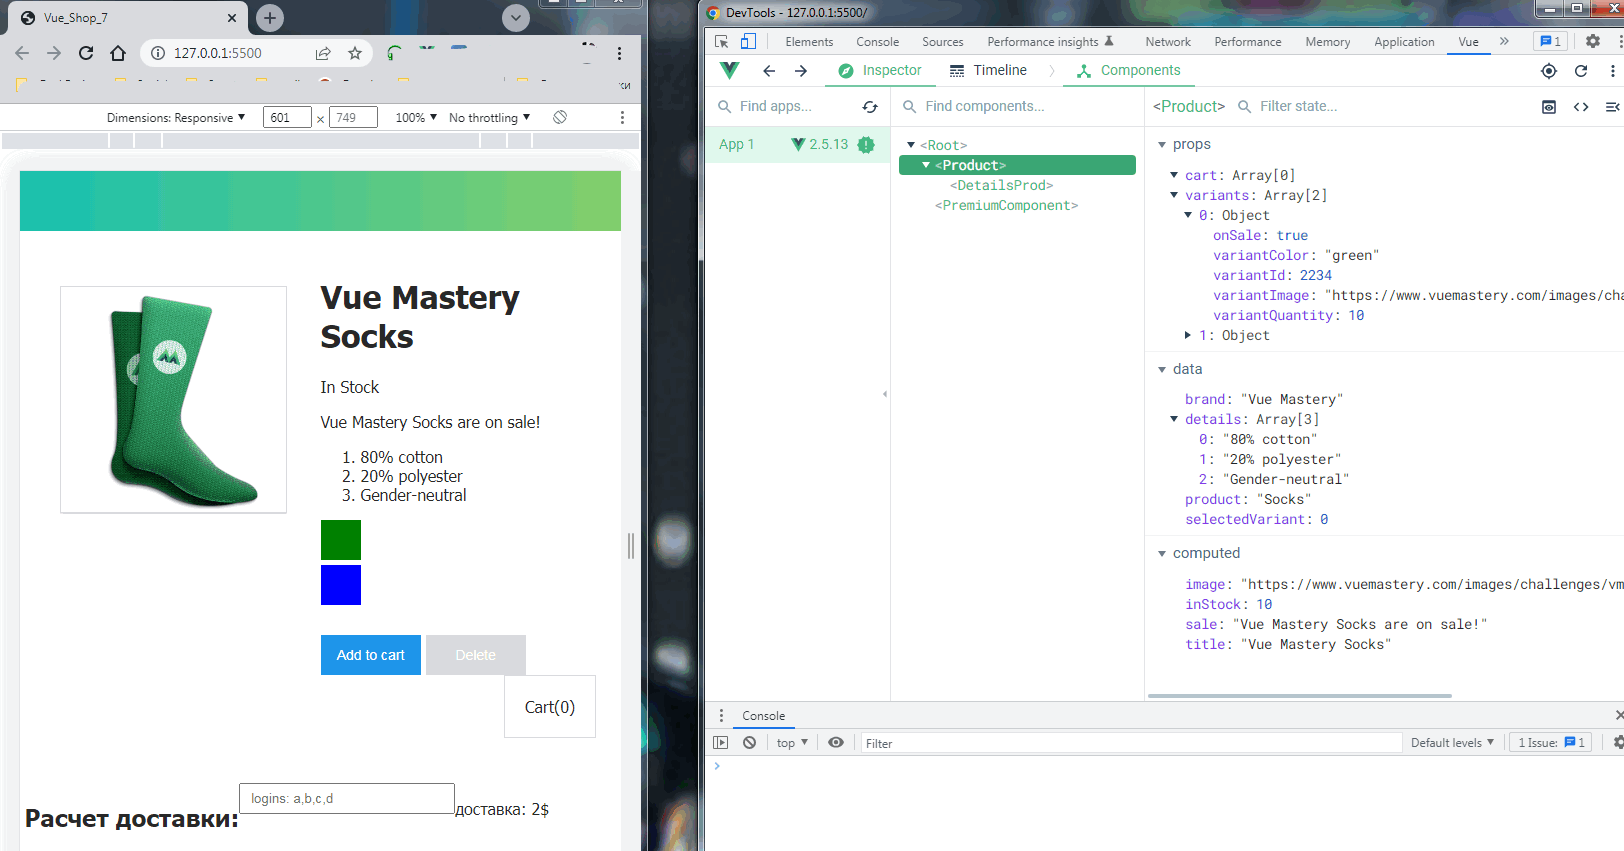 Vue_Shop_7
127.0.0.1:5500
Dimensions: Responsive 601 × 749 100% No throttling
Vue Mastery
Socks
In Stock
Vue Mastery Socks are on sale!
1. 80% cotton
2. 20% polyester
3. Gender-neutral
Add to cart Delete
Cart(0)
Расчет доставки: logins: a,b,c,d доставка: 2$
DevTools - 127.0.0.1:5500/
Elements Console Sources Performance insights Network Performance Memory Application Vue » 1
Inspector Timeline Components
Find apps... Find components... <Product> Filter state...
App 1 2.5.13
<Root>
<Product>
<DetailsProd>
<PremiumComponent>
props
cart: Array[0]
variants: Array[2]
0: Object
onSale: true
variantColor: "green"
variantId: 2234
variantImage: "https://www.vuemastery.com/images/cha
variantQuantity: 10
1: Object
data
brand: "Vue Mastery"
details: Array[3]
0: "80% cotton"
1: "20% polyester"
2: "Gender-neutral"
product: "Socks"
selectedVariant: 0
computed
image: "https://www.vuemastery.com/images/challenges/vm
inStock: 10
sale: "Vue Mastery Socks are on sale!"
title: "Vue Mastery Socks"
Console
top Filter Default levels 1 Issue: 1